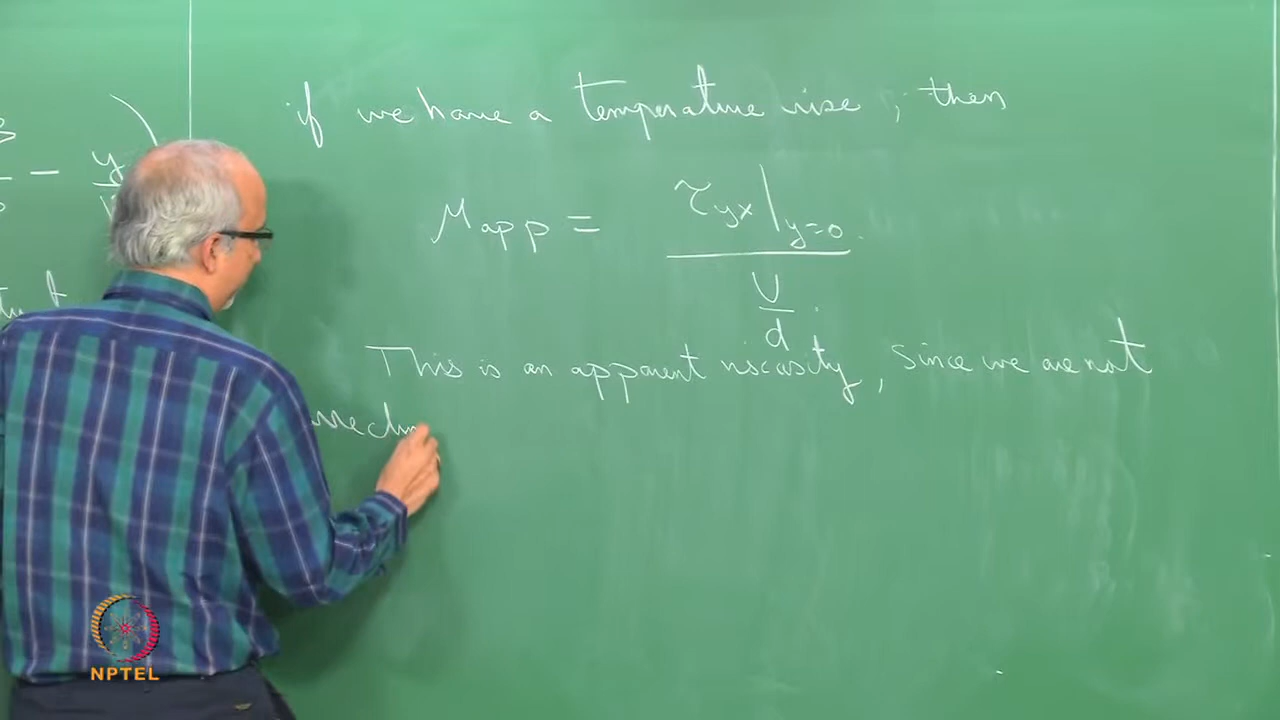 if we have a temperature rise, then
μapp = τyx|y=0 / U/d
This is an apparent viscosity, since we are not
NPTEL